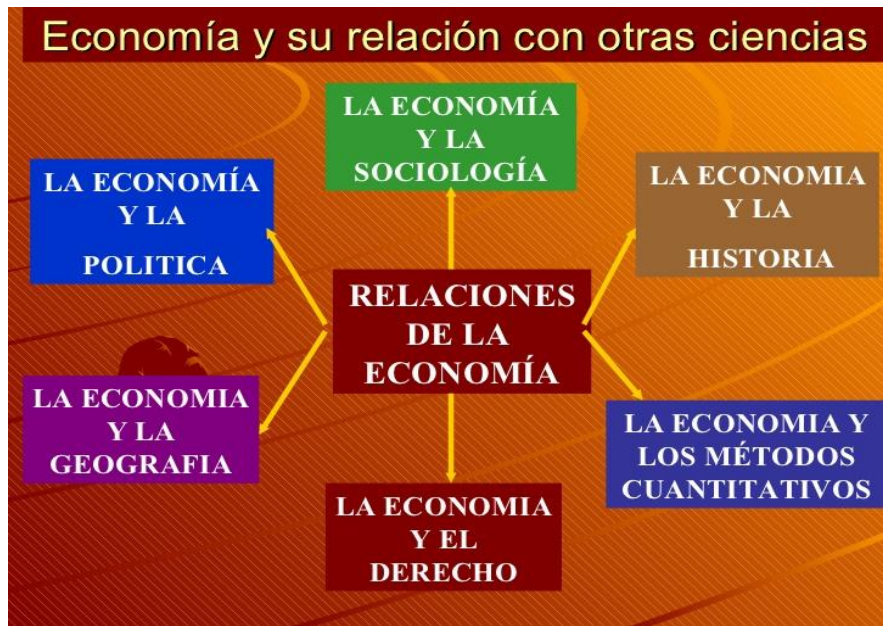 Economía y su relación con otras ciencias
LA ECONOMÍA
Y LA
SOCIOLOGÍA
LA ECONOMÍA
Y LA
POLITICA
LA ECONOMIA
Y LA
HISTORIA
RELACIONES
DE LA
ECONOMÍA
LA ECONOMIA
Y LA
GEOGRAFIA
LA ECONOMIA Y
LOS MÉTODOS
CUANTITATIVOS
LA ECONOMIA
Y EL
DERECHO